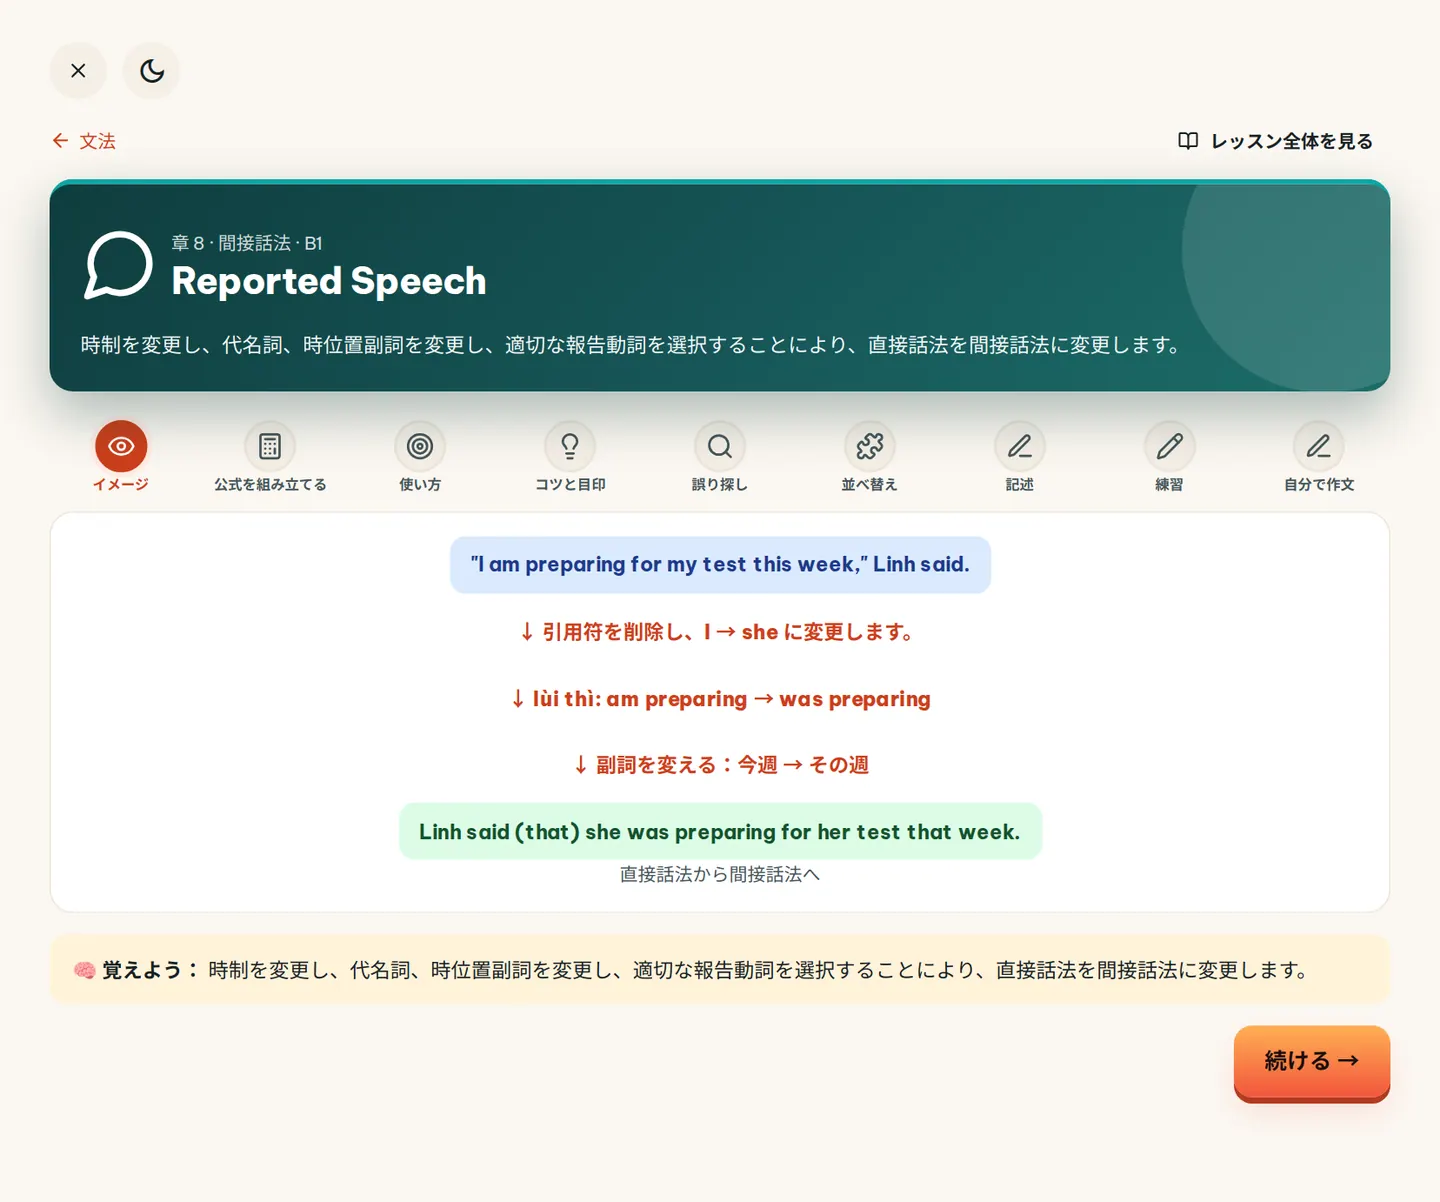 文法
レッスン全体を見る
章 8 · 間接話法 · B1
Reported Speech
時制を変更し、代名詞、時位置副詞を変更し、適切な報告動詞を選択することにより、直接話法を間接話法に変更します。
イメージ
公式を組み立てる
使い方
コツと目印
誤り探し
並べ替え
記述
練習
自分で作文
"I am preparing for my test this week," Linh said.
↓ 引用符を削除し、I → she に変更します。
↓ lùi thì: am preparing → was preparing
↓ 副詞を変える：今週 → その週
Linh said (that) she was preparing for her test that week.
直接話法から間接話法へ
🧠 覚えよう： 時制を変更し、代名詞、時位置副詞を変更し、適切な報告動詞を選択することにより、直接話法を間接話法に変更します。
続ける →